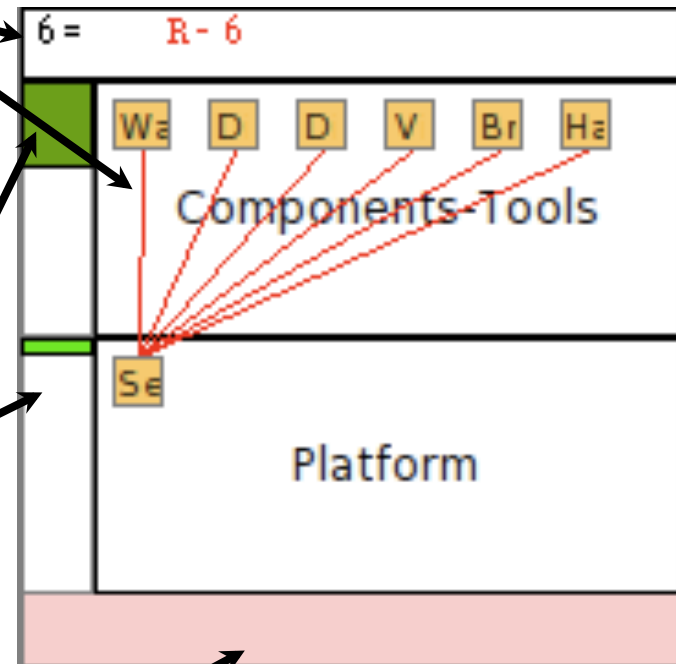 6 = R - 6
Wa D D V Br Ha
Components-Tools
Se
Platform